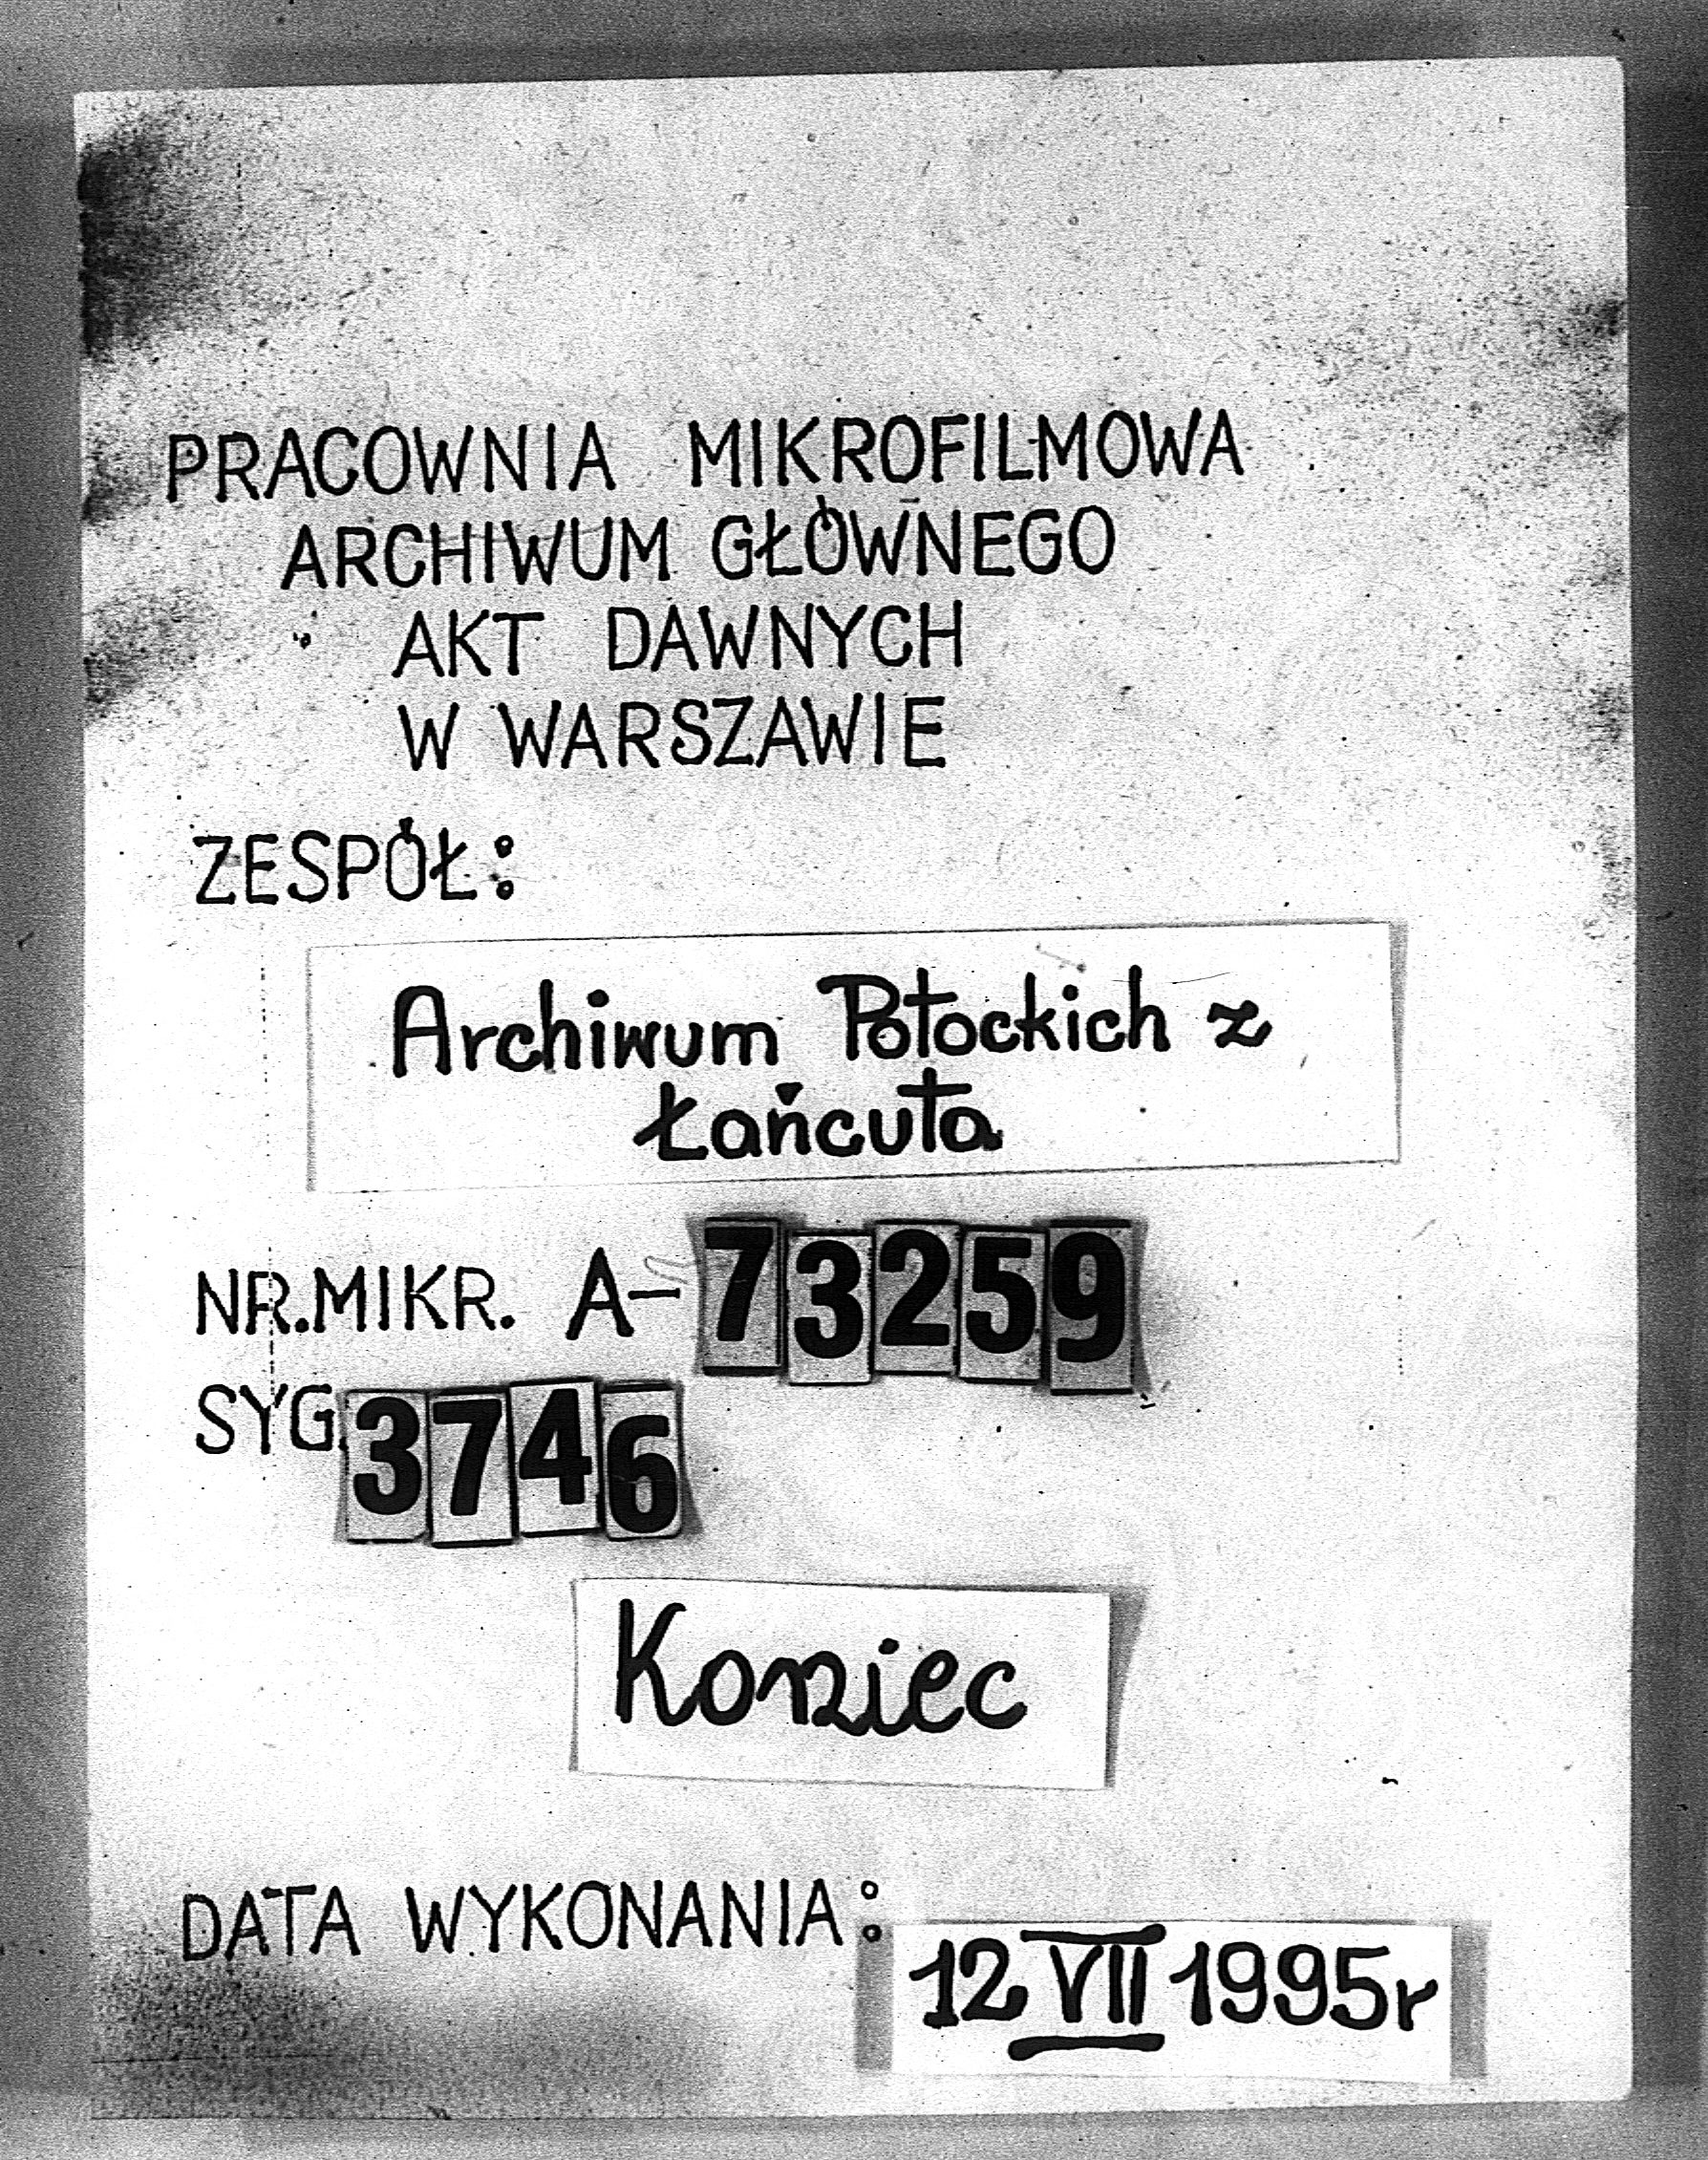 PRACOWNIA MIKROFILMOWA
ARCHIWUM GŁÓWNEGO
AKT DAWNYCH
W WARSZAWIE
ZESPÓŁ:
Archiwum Potockich z
Łańcuta
NR.MIKR. A-73259
SYG.3746
Koniec
DATA WYKONANIA:
12 VII 1995r